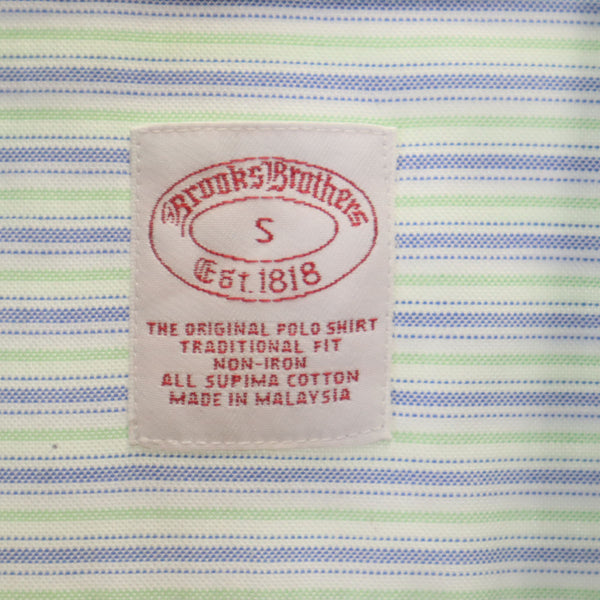 Brooks Brothers
S
Est. 1818
THE ORIGINAL POLO SHIRT
TRADITIONAL FIT
NON-IRON
ALL SUPIMA COTTON
MADE IN MALAYSIA